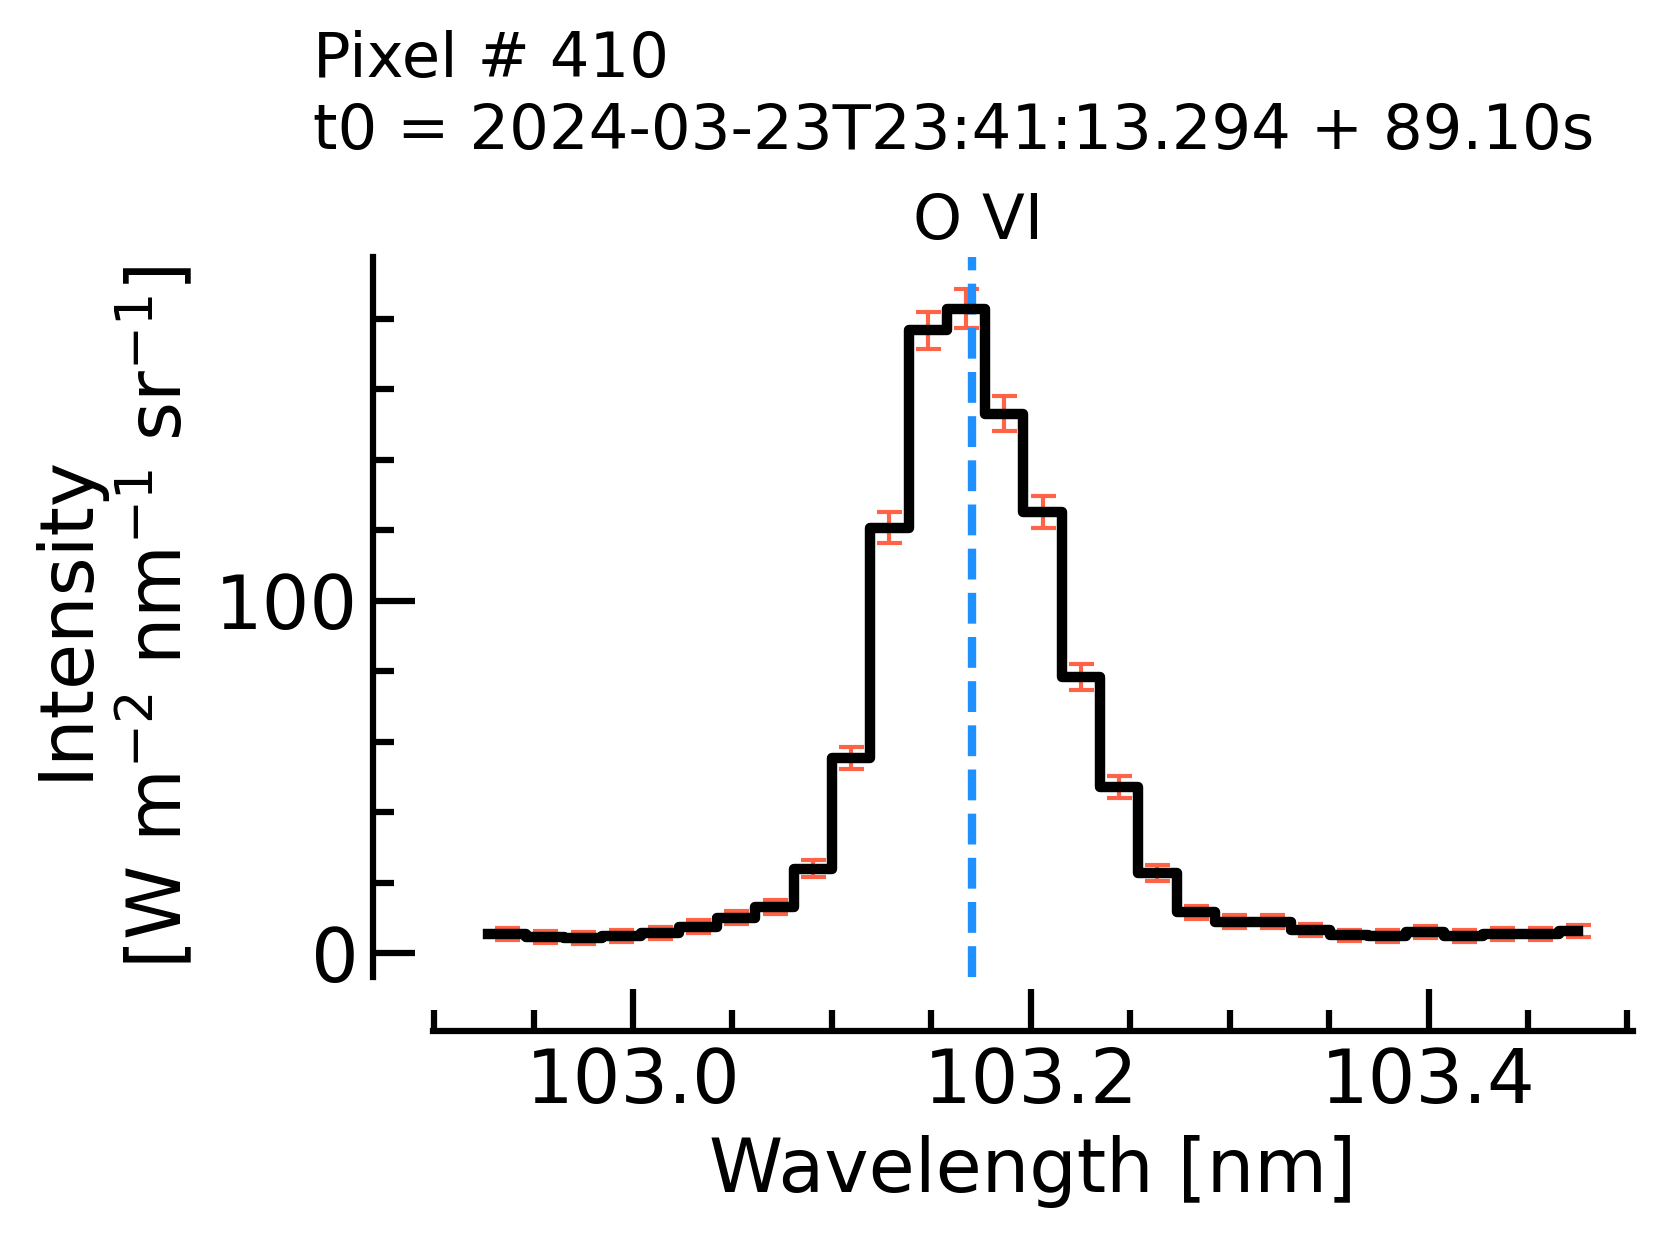 Pixel # 410
t0 = 2024-03-23T23:41:13.294 + 89.10s
O VI
Intensity
[W m⁻² nm⁻¹ sr⁻¹]
100
0
103.0 103.2 103.4
Wavelength [nm]